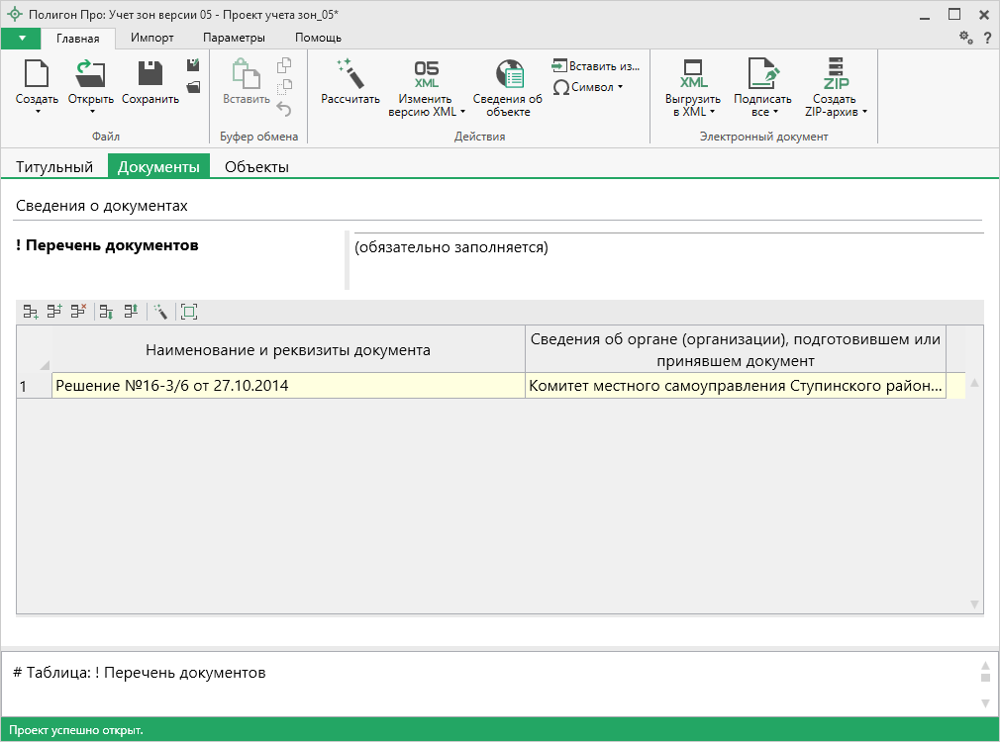 Полигон Про: Учет зон версии 05 - Проект учета зон_05*
Главная Импорт Параметры Помощь
?
05
XML
XML
ZIP
Вставить из...
Символ
Создать Открыть Сохранить Вставить Рассчитать Изменить версию XML Сведения об объекте Выгрузить в XML Подписать все Создать ZIP-архив
Файл Буфер обмена Действия Электронный документ
Титульный Документы Объекты
Сведения о документах
! Перечень документов (обязательно заполняется)
Наименование и реквизиты документа
Сведения об органе (организации), подготовившем или
принявшем документ
1 Решение №16-3/6 от 27.10.2014 Комитет местного самоуправления Ступинского район...
# Таблица: ! Перечень документов
Проект успешно открыт.